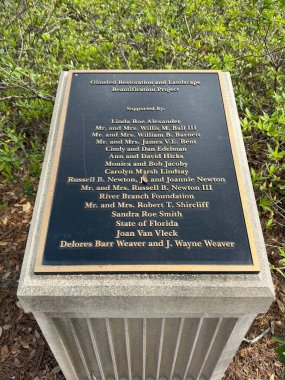 Olmsted Restoration and Landscape
Beautification Project
Supported By:
Linda Roe Alexander
Mr. and Mrs. Willis M. Ball III
Mr. and Mrs. William B. Barnett
Mr. and Mrs. James V.E. Bent
Cindy and Dan Edelman
Ann and David Hicks
Monica and Bob Jacoby
Carolyn Marsh Lindsay
Russell B. Newton, Jr. and Joannie Newton
Mr. and Mrs. Russell B. Newton III
River Branch Foundation
Mr. and Mrs. Robert T. Shircliff
Sandra Roe Smith
State of Florida
Joan Van Vleck
Delores Barr Weaver and J. Wayne Weaver